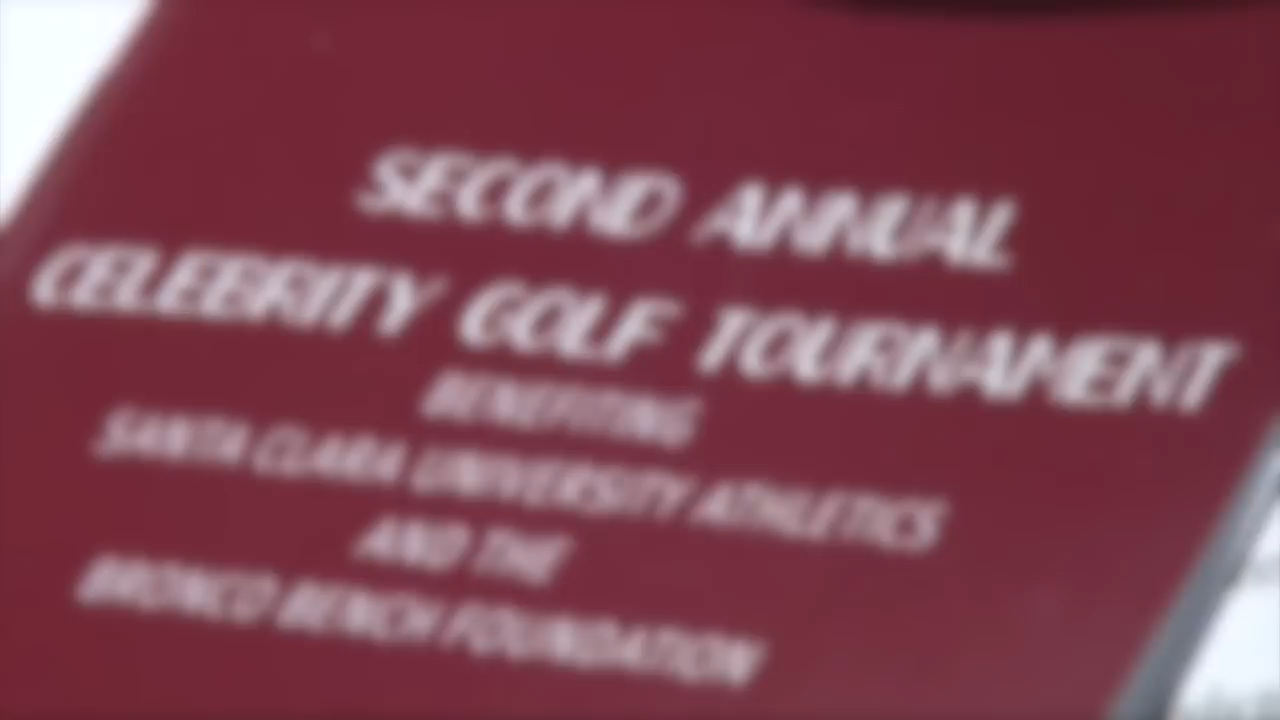 SECOND ANNUAL
CELEBRITY GOLF TOURNAMENT
BENEFITING
SANTA CLARA UNIVERSITY ATHLETICS
AND THE
BRONCO BENCH FOUNDATION